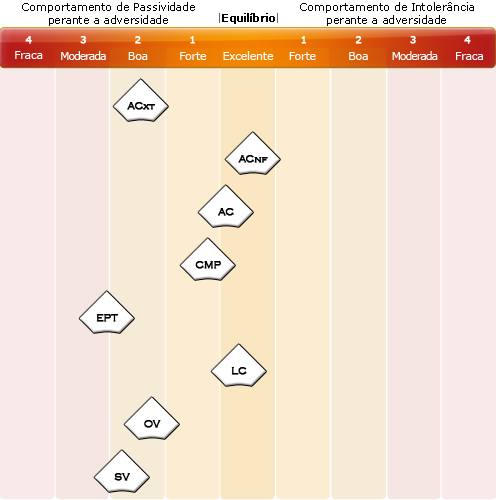 Comportamento de Passividade perante a adversidade
|Equilíbrio|
Comportamento de Intolerância perante a adversidade
4 3 2 1 0 1 2 3 4
Fraca Moderada Boa Forte Excelente Forte Boa Moderada Fraca
ACxt
ACnf
AC
CMP
EPT
LC
OV
SV